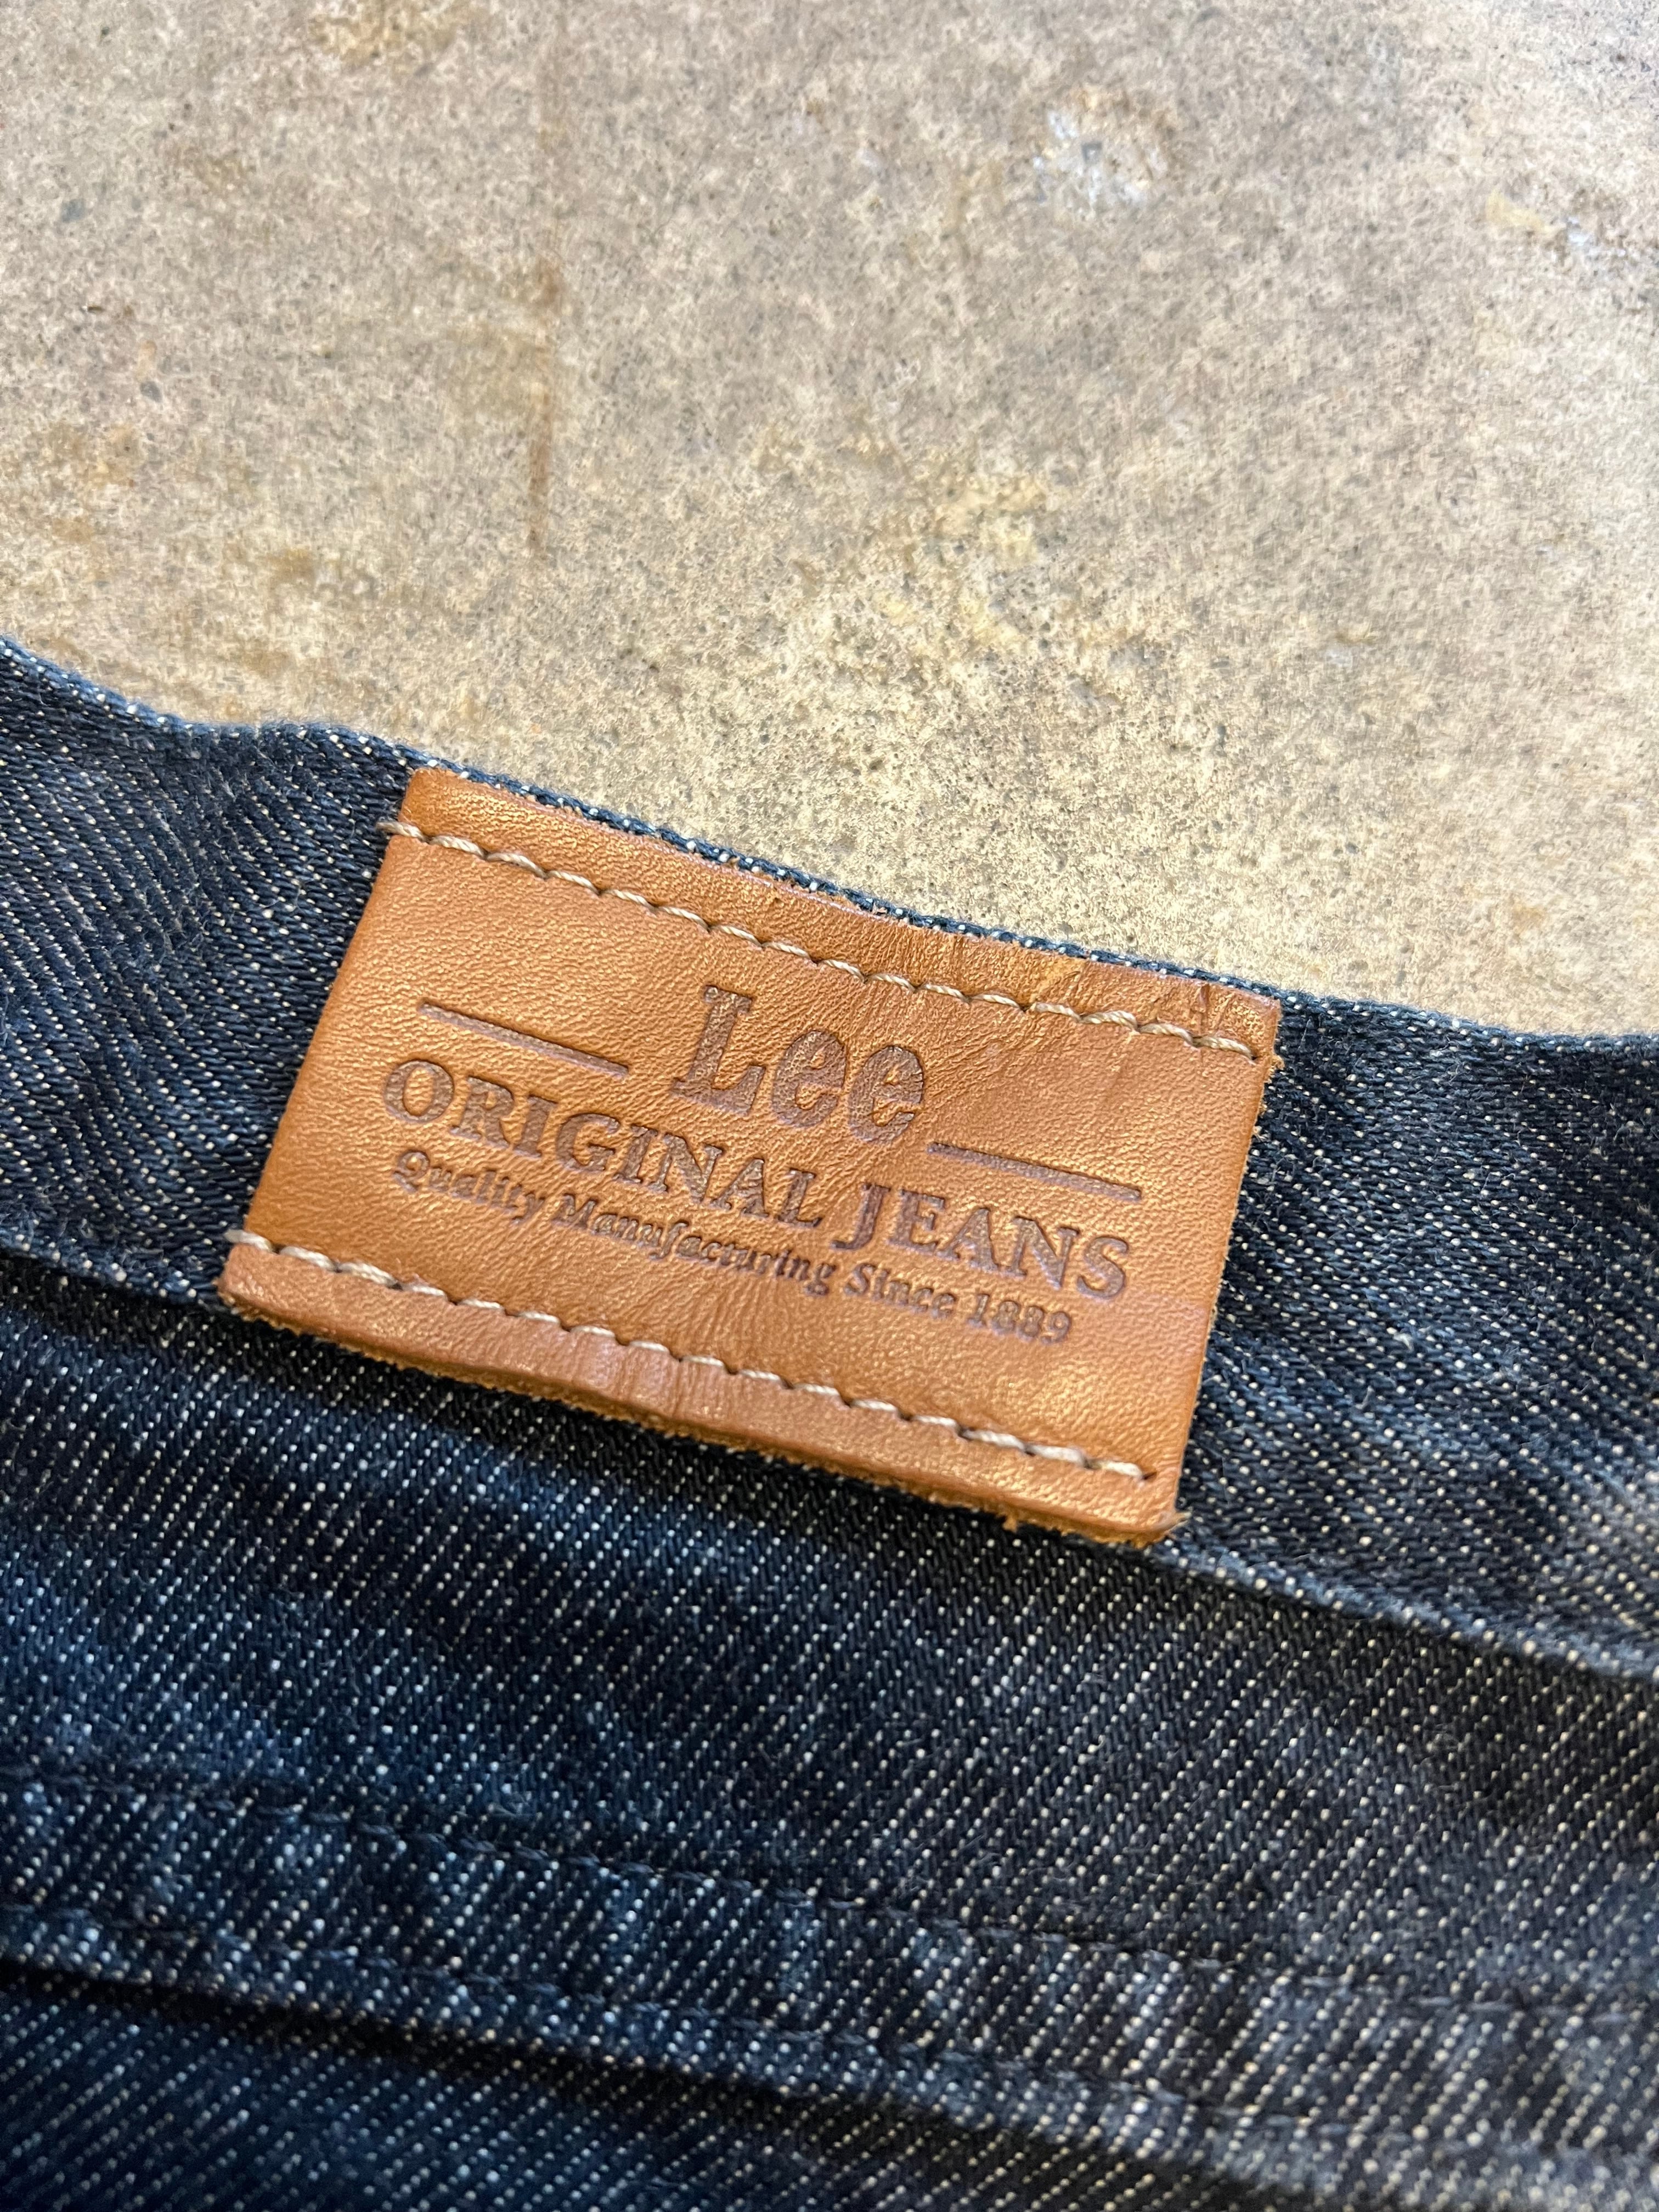 Lee
ORIGINAL JEANS
Quality Manufacturing Since 1889